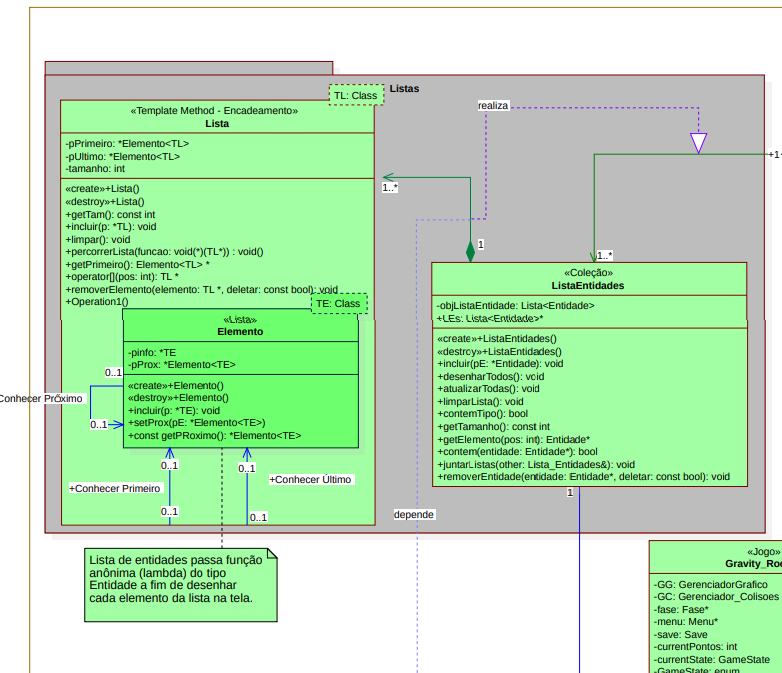 Listas
TL: Class
«Template Method - Encadeamento»
Lista
-pPrimeiro: *Elemento<TL>
-pUltimo: *Elemento<TL>
-tamanho: int
«create»+Lista()
«destroy»+Lista()
+getTam(): const int
+incluir(p: *TL): void
+limpar(): void
+percorrerLista(funcao: void(*)(TL*)) : void()
+getPrimeiro(): Elemento<TL> *
+operator[](pos: int): TL *
+removerElemento(elemento: TL *, deletar: const bool): void
+Operation1()
TE: Class
«Lista»
Elemento
-pinfo: *TE
-pProx: *Elemento<TE>
«create»+Elemento()
«destroy»+Elemento()
+incluir(p: *TE): void
+setProx(pE: *Elemento<TE>)
+const getPRoximo(): *Elemento<TE>
0..1
Conhecer Próximo
0..1
0..1
0..1
+Conhecer Primeiro
+Conhecer Último
0..1
0..1
Lista de entidades passa função
anônima (lambda) do tipo
Entidade a fim de desenhar
cada elemento da lista na tela.
realiza
+1
1..*
1
1..*
«Coleção»
ListaEntidades
-objListaEntidade: Lista<Entidade>
+LEs: Lista<Entidade>*
«create»+ListaEntidades()
«destroy»+ListaEntidades()
+incluir(pE: *Entidade): void
+desenharTodos(): void
+atualizarTodas(): void
+limparLista(): void
+contemTipo(): bool
+getTamanho(): const int
+getElemento(pos: int): Entidade*
+contem(entidade: Entidade*): bool
+juntarListas(other: Lista_Entidades&): void
+removerEntidade(entidade: Entidade*, deletar: const bool): void
1
depende
«Jogo»
Gravity_Ro
-GG: GerenciadorGrafico
-GC: Gerenciador_Colisoes
-fase: Fase*
-menu: Menu*
-save: Save
-currentPontos: int
-currentState: GameState
-GameState: enum